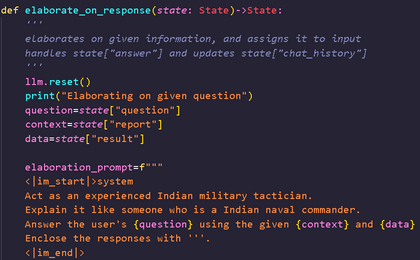 def elaborate_on_response(state: State)->State:
'''
elaborates on given information, and assigns it to input
handles state["answer"] and updates state["chat_history"]
'''
llm.reset()
print("Elaborating on given question")
question=state["question"]
context=state["report"]
data=state["result"]
elaboration_prompt=f"""
<|im_start|>system
Act as an experienced Indian military tactician.
Explain it like someone who is a Indian naval commander.
Answer the user's {question} using the given {context} and {data}
Enclose the responses with '''.
<|im_end|>